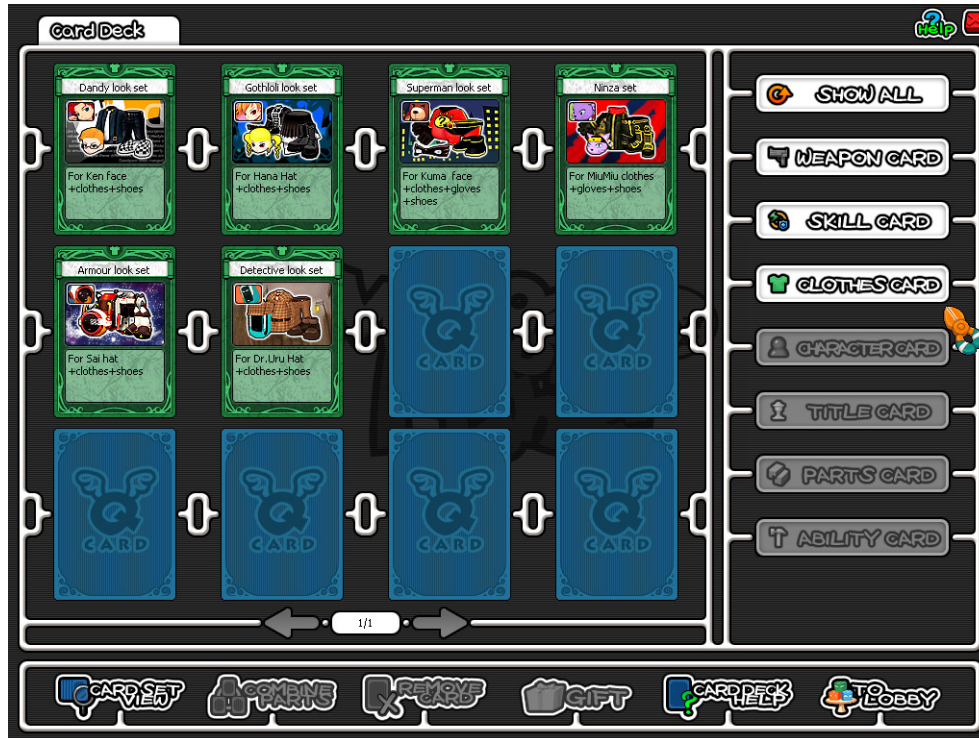 Card Deck
Help
Dandy look set
For Ken face
+clothes+shoes
Gothloli look set
For Hana Hat
+clothes+shoes
Superman look set
For Kuma face
+clothes+gloves
+shoes
Ninza set
For MiuMiu clothes
+gloves+shoes
Armour look set
For Sai hat
+clothes+shoes
Detective look set
For Dr.Uru Hat
+clothes+shoes
Q
CARD
Q
CARD
Q
CARD
Q
CARD
Q
CARD
Q
CARD
1/1
SHOW ALL
WEAPON CARD
SKILL CARD
CLOTHES CARD
CHARACTER CARD
TITLE CARD
PARTS CARD
ABILITY CARD
CARD SET
VIEW
COMBINE
PARTS
REMOVE
CARD
GIFT
CARD DECK
HELP
TO
LOBBY